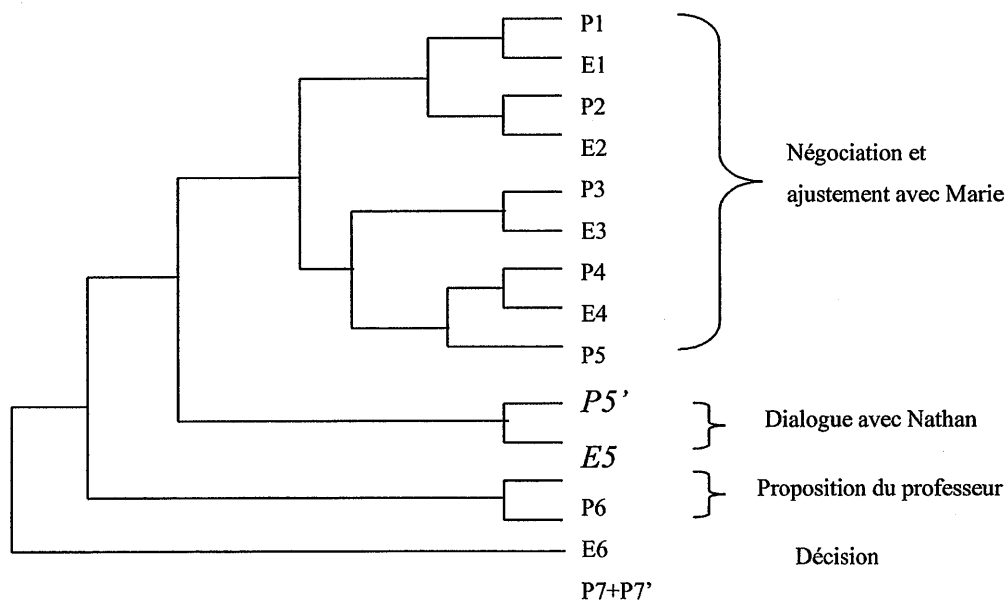 P1
E1
P2
E2
P3
E3
P4
E4
P5
Négociation et
ajustement avec Marie
P5’
E5
Dialogue avec Nathan
P6
Proposition du professeur
E6
Décision
P7+P7’